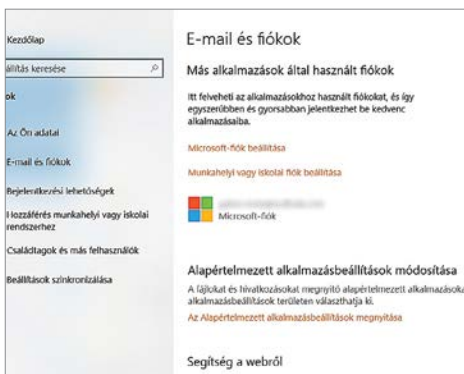 Kezdőlap
állítás keresése
ok
Az Ön adatai
E-mail és fiókok
Bejelentkezési lehetőségek
Hozzáférés munkahelyi vagy iskolai
rendszerhez
Családtagok és más felhasználók
Beállítások szinkronizálása
E-mail és fiókok
Más alkalmazások által használt fiókok
Itt felveheti az alkalmazásokhoz használt fiókokat, és így
egyszerűbben és gyorsabban jelentkezhet be kedvenc
alkalmazásaiba.
Microsoft-fiók beállítása
Munkahelyi vagy iskolai fiók beállítása
Microsoft-fiók
Alapértelmezett alkalmazásbeállítások módosítása
A fájlokat és hivatkozásokat megnyitó alapértelmezett alkalmazásoka
alkalmazásbeállítások területen választhatja ki.
Az Alapértelmezett alkalmazásbeállítások megnyitása
Segítség a webről